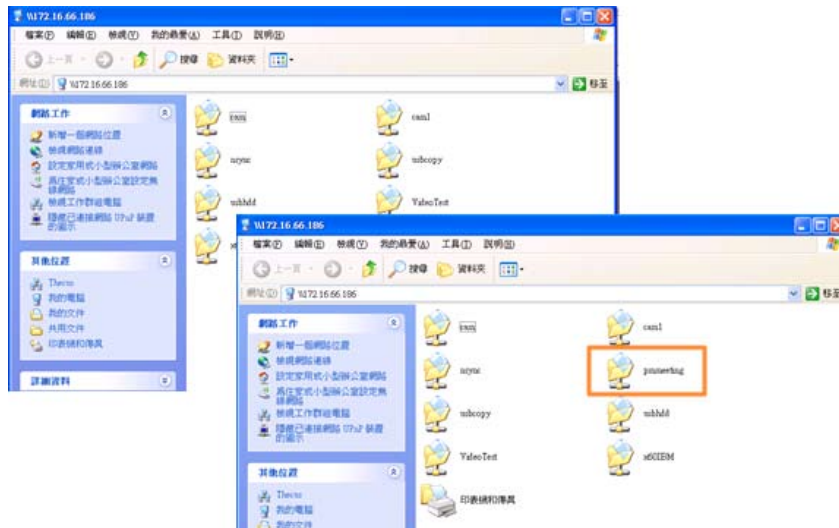 \\172.16.66.186
檔案(F) 編輯(E) 檢視(V) 我的最愛(A) 工具(T) 說明(H)
上一頁 搜尋 資料夾
網址(D) \\172.16.66.186 移至
網路工作
新增一個網路位置
檢視網路連線
設定家用或小型辦公室網路
為住家或小型辦公室設定無線網路
檢視工作群組電腦
隱藏已連接網路 UPnP 裝置的圖示
其他位置
Thecus
我的電腦
我的文件
共用文件
印表機和傳真
詳細資料
cam1
nsync
usbcopy
usbhdd
ValeoTest
\\172.16.66.186
檔案(F) 編輯(E) 檢視(V) 我的最愛(A) 工具(T) 說明(H)
上一頁 搜尋 資料夾
網址(D) \\172.16.66.186 移至
網路工作
新增一個網路位置
檢視網路連線
設定家用或小型辦公室網路
為住家或小型辦公室設定無線網路
檢視工作群組電腦
隱藏已連接網路 UPnP 裝置的圖示
其他位置
Thecus
我的電腦
我的文件
cam1
nsync
pmmeeting
usbcopy
usbhdd
ValeoTest
x60IBM
印表機和傳真